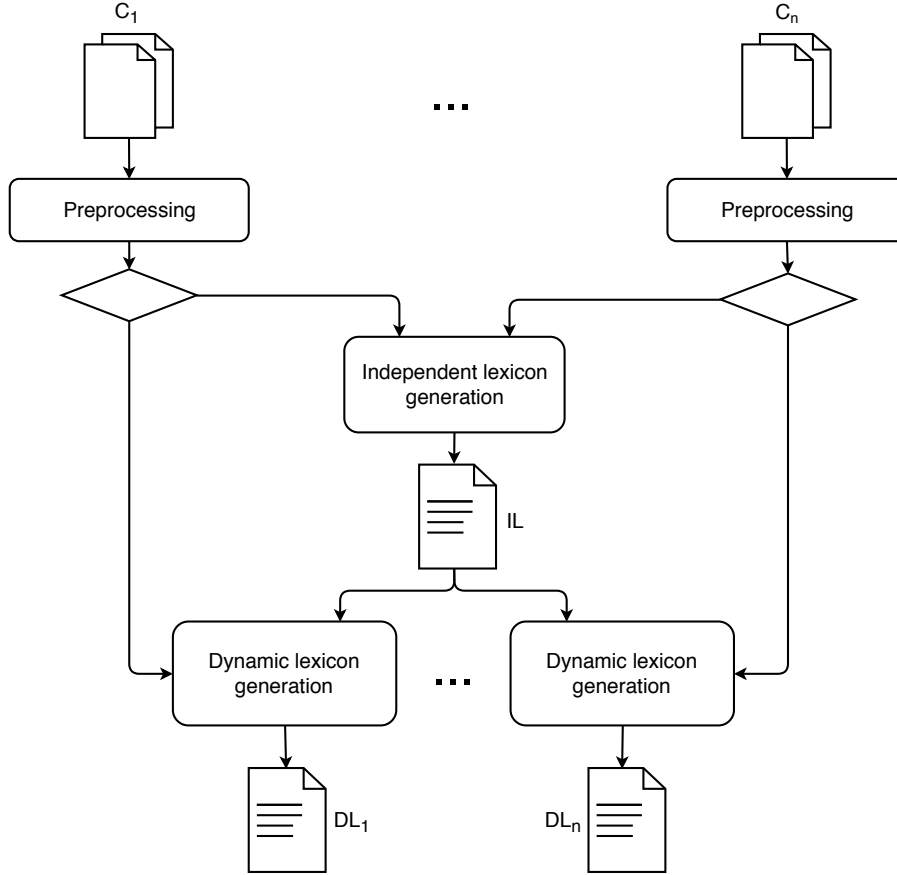 C1
Cn
...
Preprocessing
Preprocessing
Independent lexicon
generation
IL
Dynamic lexicon
generation
...
Dynamic lexicon
generation
DL1
DLn